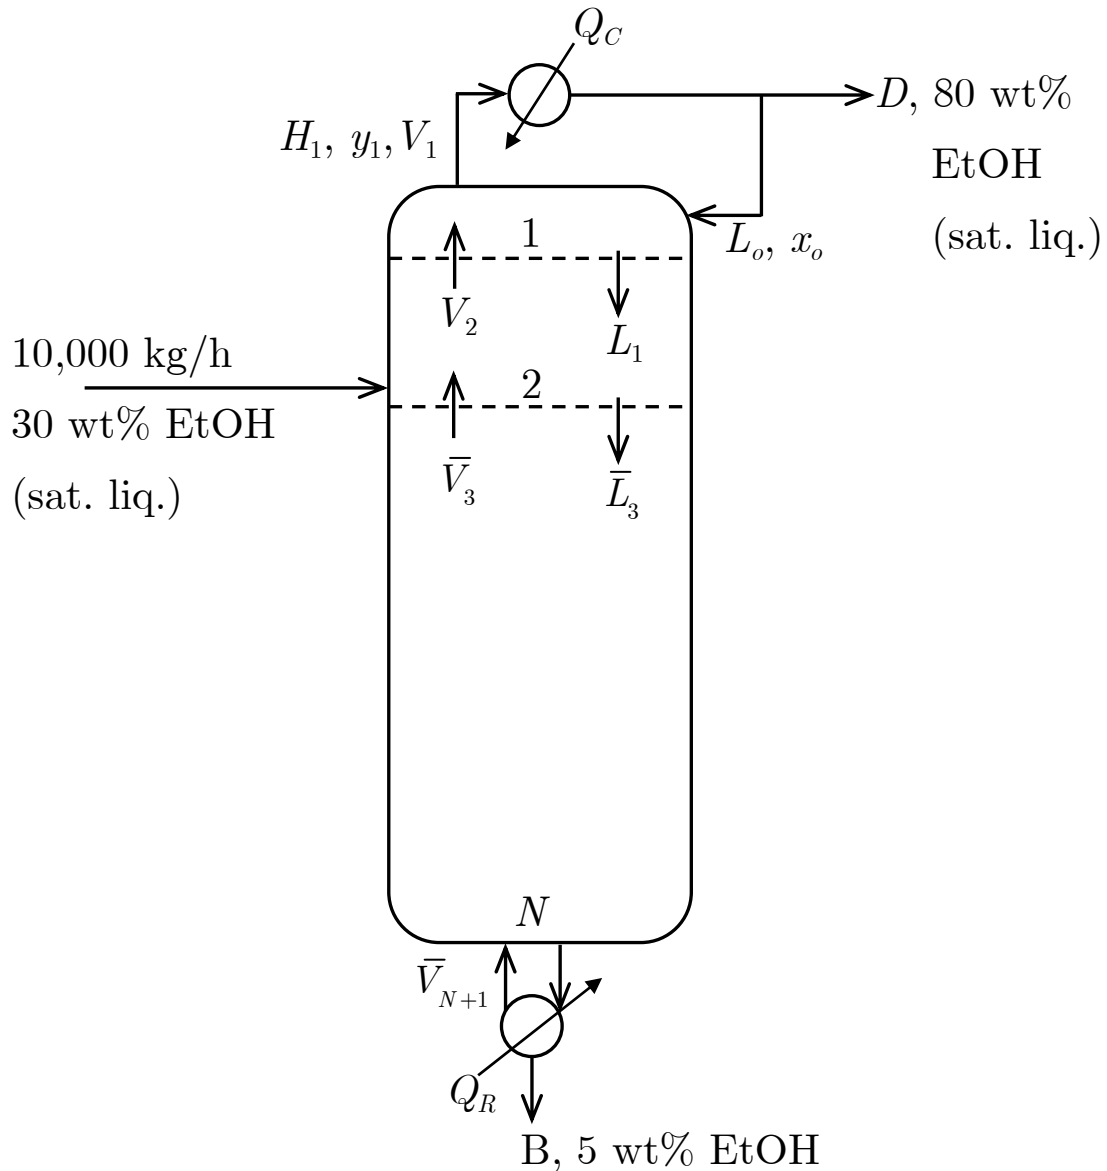 Q_C
D, 80 wt%
EtOH
(sat. liq.)
H_1, y_1, V_1
1
L_o, x_o
V_2
L_1
10,000 kg/h
30 wt% EtOH
(sat. liq.)
2
V̅_3
L̅_3
N
V̅_{N+1}
Q_R
B, 5 wt% EtOH